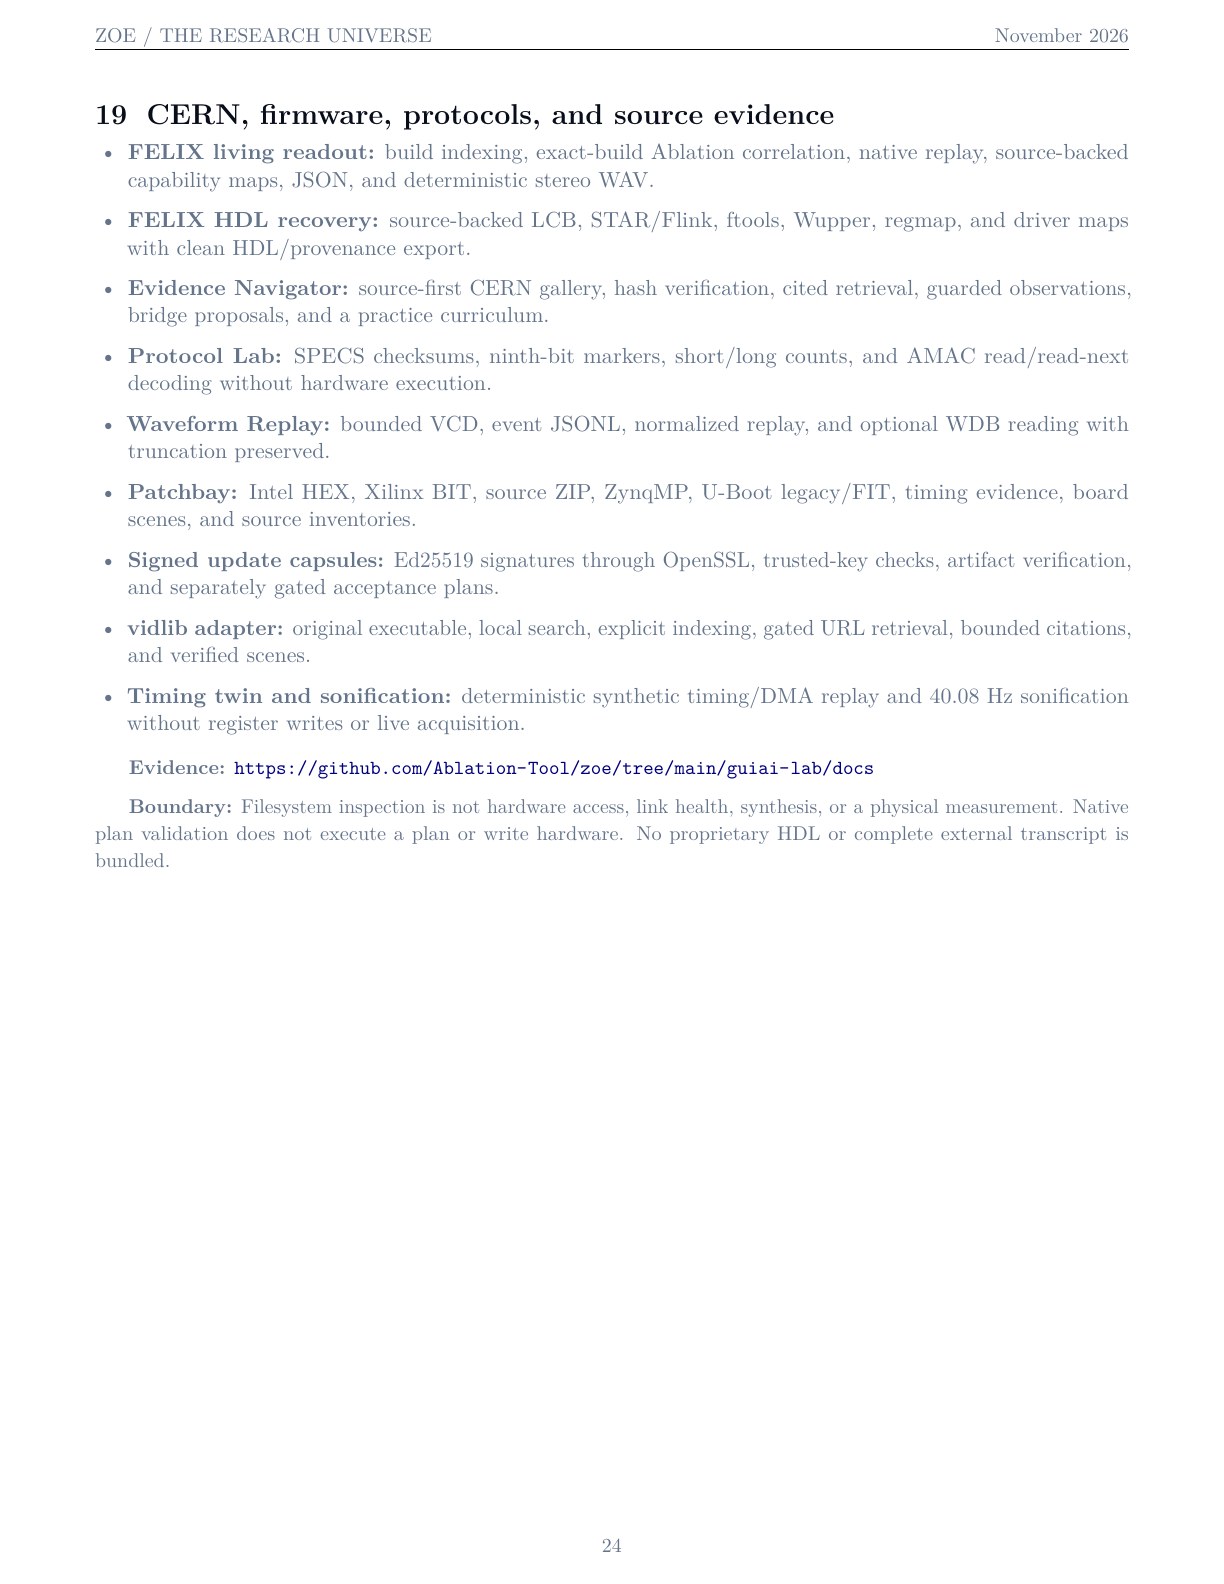 ZOE / THE RESEARCH UNIVERSE November 2026
19 CERN, firmware, protocols, and source evidence
• FELIX living readout: build indexing, exact-build Ablation correlation, native replay, source-backed
capability maps, JSON, and deterministic stereo WAV.
• FELIX HDL recovery: source-backed LCB, STAR/Flink, ftools, Wupper, regmap, and driver maps
with clean HDL/provenance export.
• Evidence Navigator: source-first CERN gallery, hash verification, cited retrieval, guarded observations,
bridge proposals, and a practice curriculum.
• Protocol Lab: SPECS checksums, ninth-bit markers, short/long counts, and AMAC read/read-next
decoding without hardware execution.
• Waveform Replay: bounded VCD, event JSONL, normalized replay, and optional WDB reading with
truncation preserved.
• Patchbay: Intel HEX, Xilinx BIT, source ZIP, ZynqMP, U-Boot legacy/FIT, timing evidence, board
scenes, and source inventories.
• Signed update capsules: Ed25519 signatures through OpenSSL, trusted-key checks, artifact verification,
and separately gated acceptance plans.
• vidlib adapter: original executable, local search, explicit indexing, gated URL retrieval, bounded citations,
and verified scenes.
• Timing twin and sonification: deterministic synthetic timing/DMA replay and 40.08 Hz sonification
without register writes or live acquisition.
Evidence: https://github.com/Ablation-Tool/zoe/tree/main/guiai-lab/docs
Boundary: Filesystem inspection is not hardware access, link health, synthesis, or a physical measurement. Native
plan validation does not execute a plan or write hardware. No proprietary HDL or complete external transcript is
bundled.
24